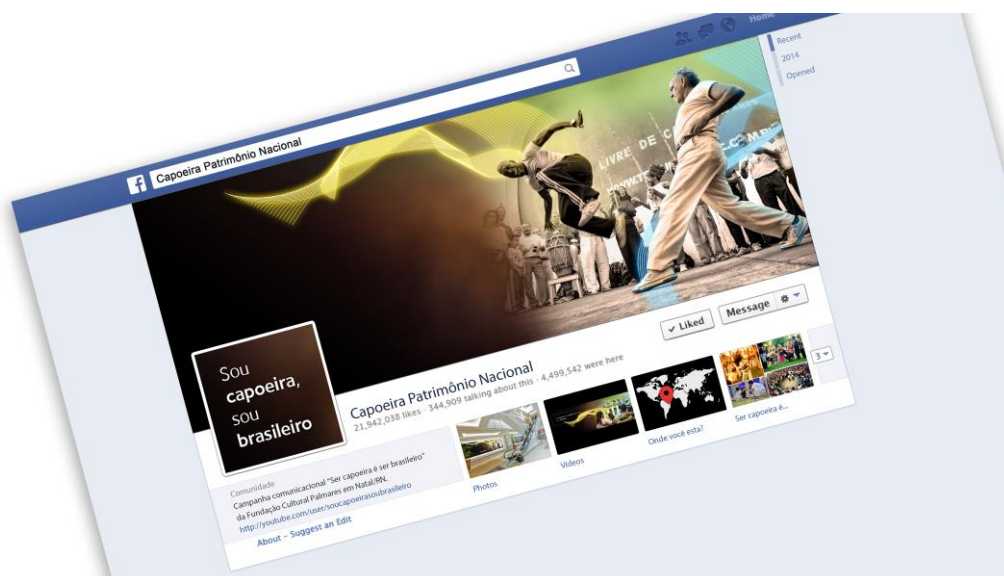 Home
Capoeira Patrimônio Nacional
Recent
2014
Opened
LIVRE DE
Sou
capoeira,
sou
brasileiro
Capoeira Patrimônio Nacional
21,942,038 likes · 344,909 talking about this · 4,499,542 were here
✓ Liked
Message
Comunidade
Campanha comunicacional "Ser capoeira é ser brasileiro"
da Fundação Cultural Palmares em Natal/RN.
http://youtube.com/user/soucapoeirasoubrasileiro
About – Suggest an Edit
Photos
Videos
Onde você esta?
Ser capoeira é...
3